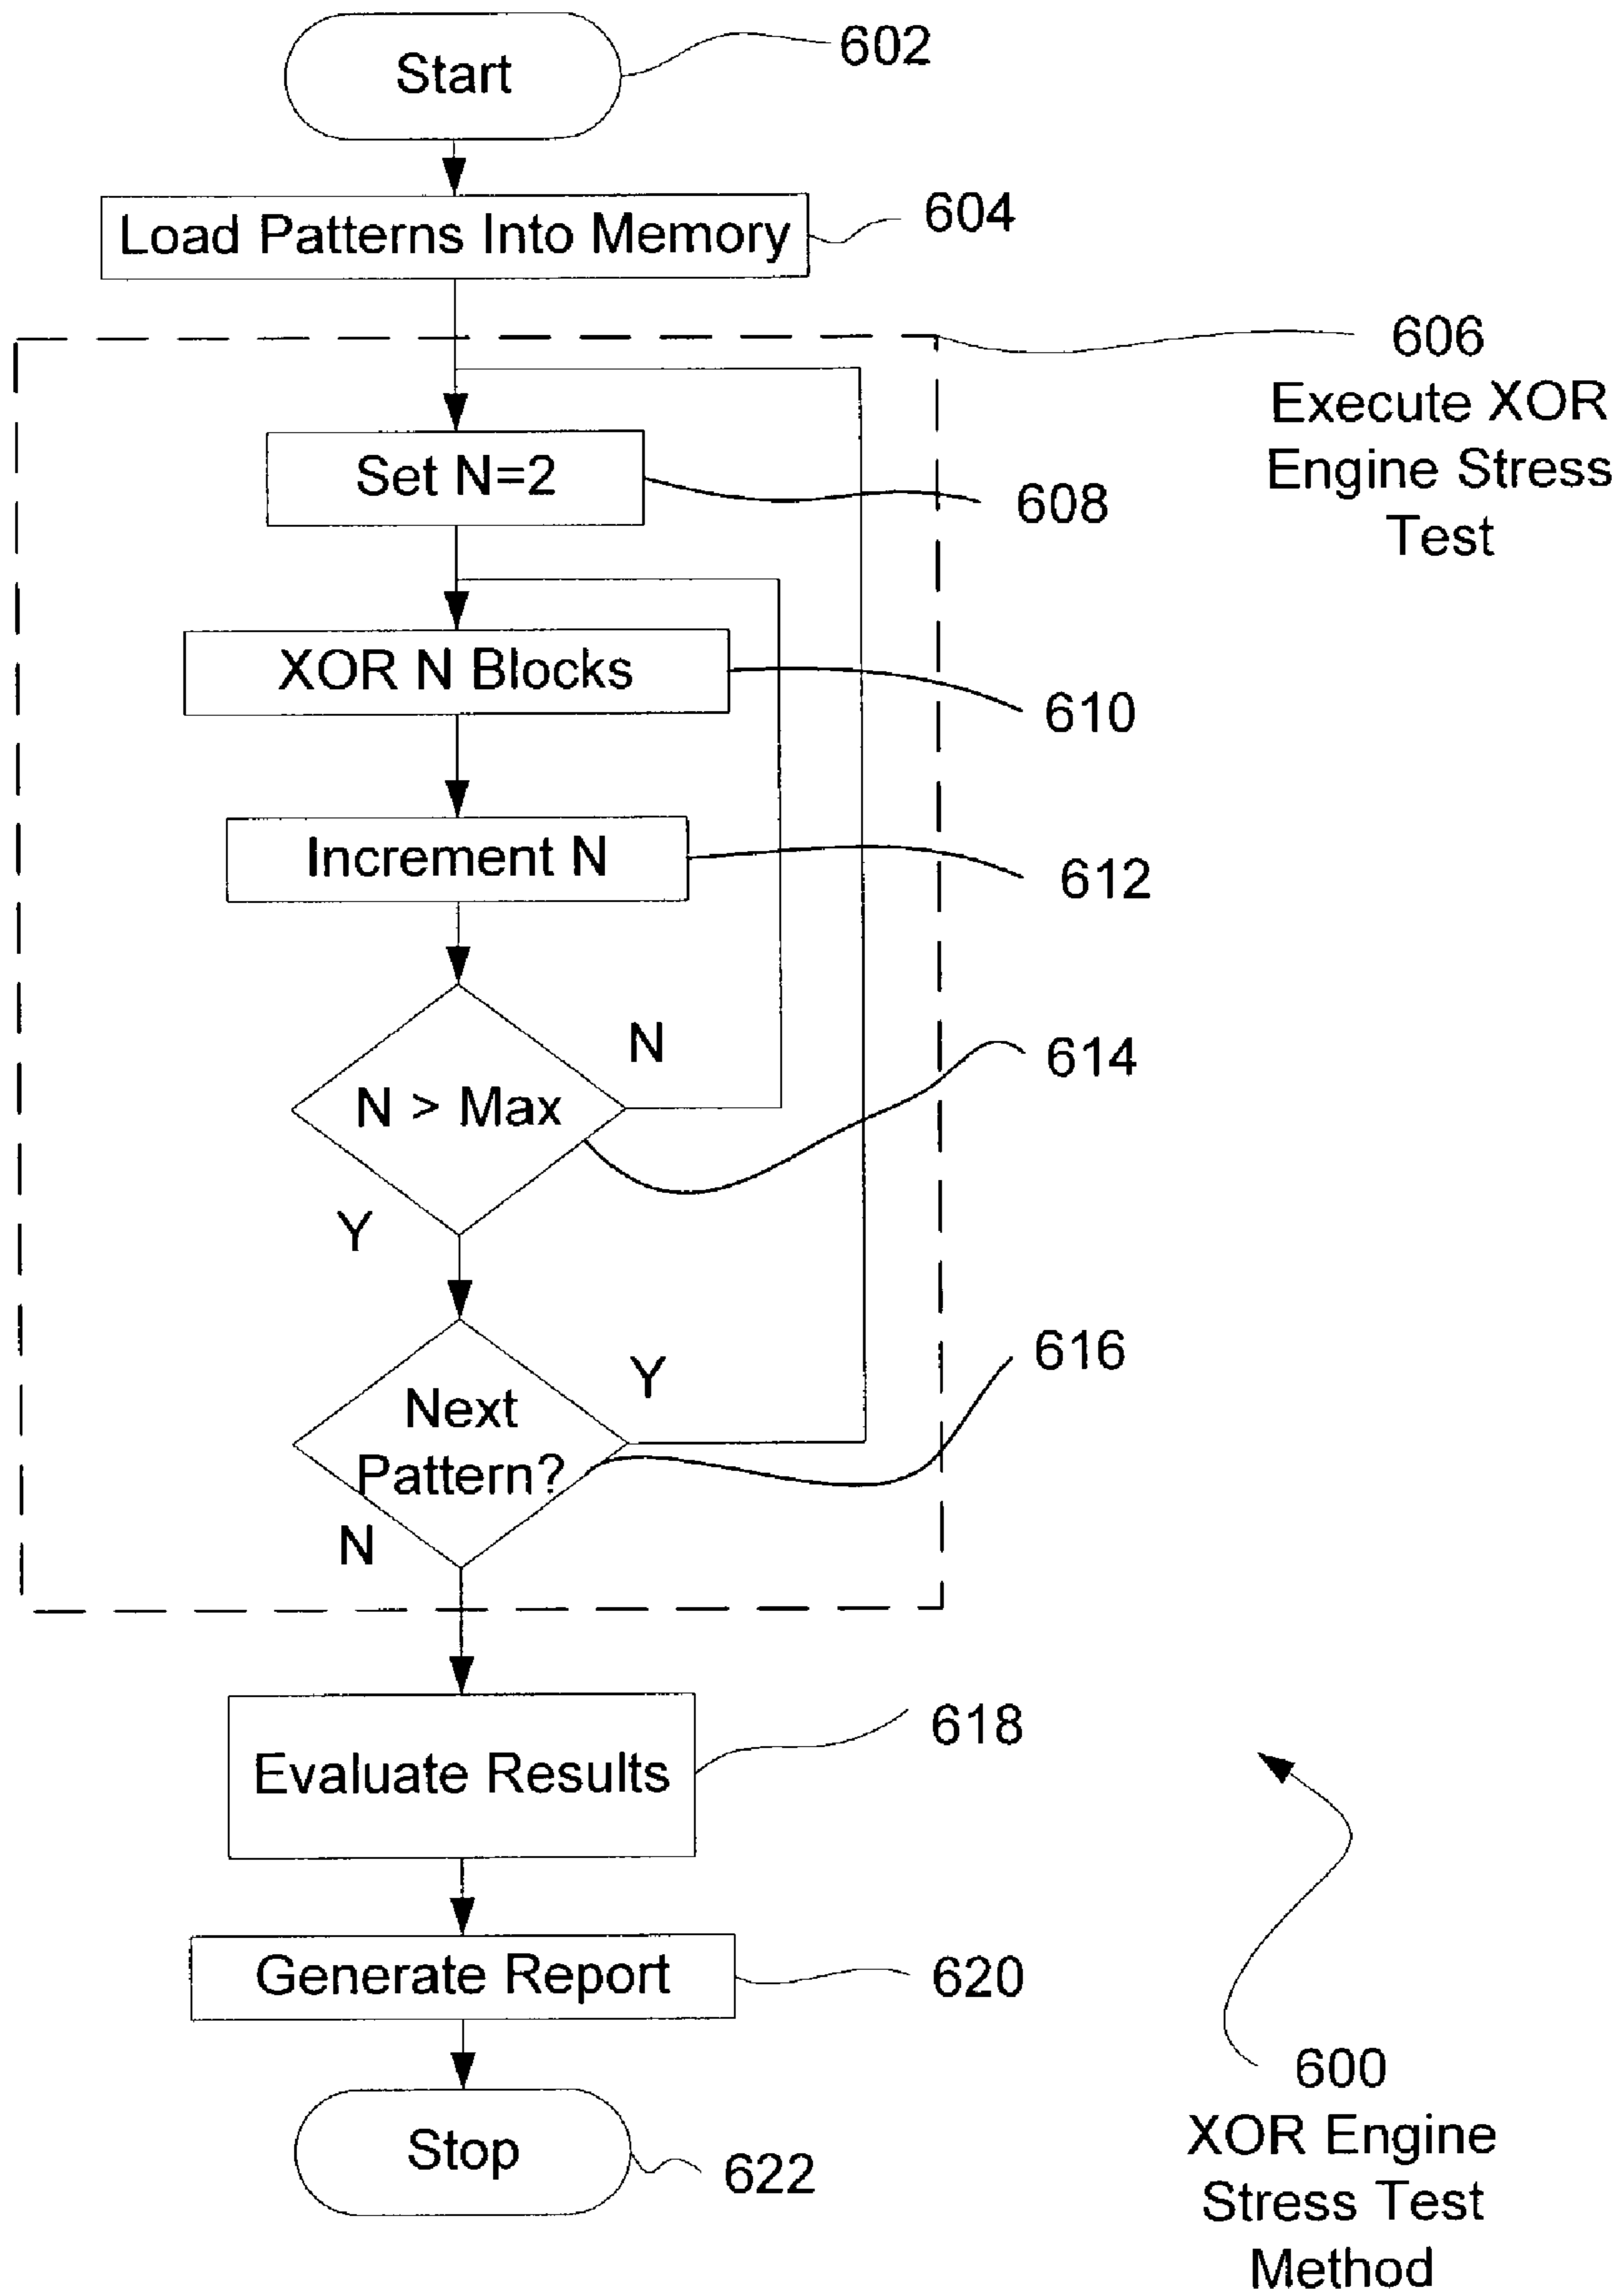 Start
602
Load Patterns Into Memory
604
606
Execute XOR
Engine Stress
Test
Set N=2
608
XOR N Blocks
610
Increment N
612
N > Max
N
614
Y
Next
Pattern?
Y
616
N
Evaluate Results
618
Generate Report
620
Stop
622
600
XOR Engine
Stress Test
Method